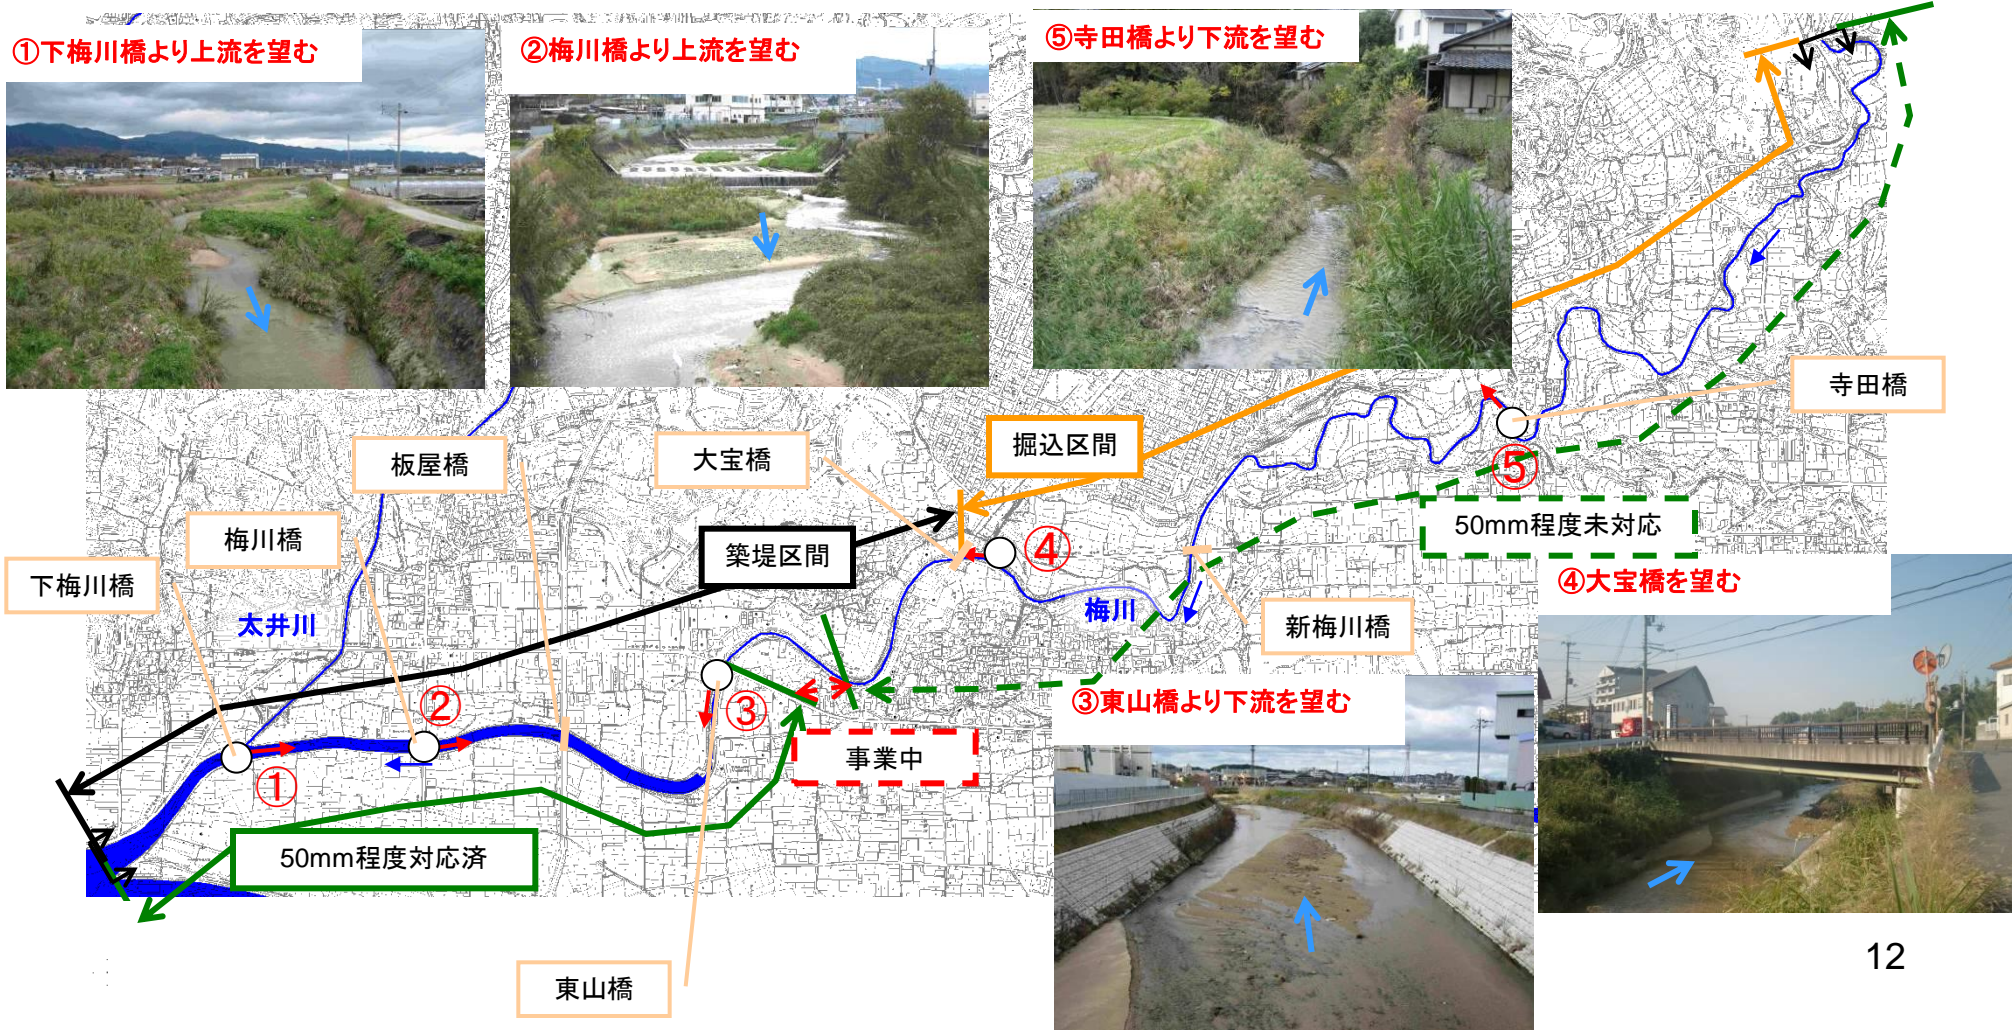 ①下梅川橋より上流を望む
②梅川橋より上流を望む
⑤寺田橋より下流を望む
寺田橋
掘込区間
大宝橋
板屋橋
⑤
50mm程度未対応
梅川橋
築堤区間
④
下梅川橋
④大宝橋を望む
太井川
梅川
新梅川橋
②
③
③東山橋より下流を望む
事業中
①
50mm程度対応済
東山橋
12